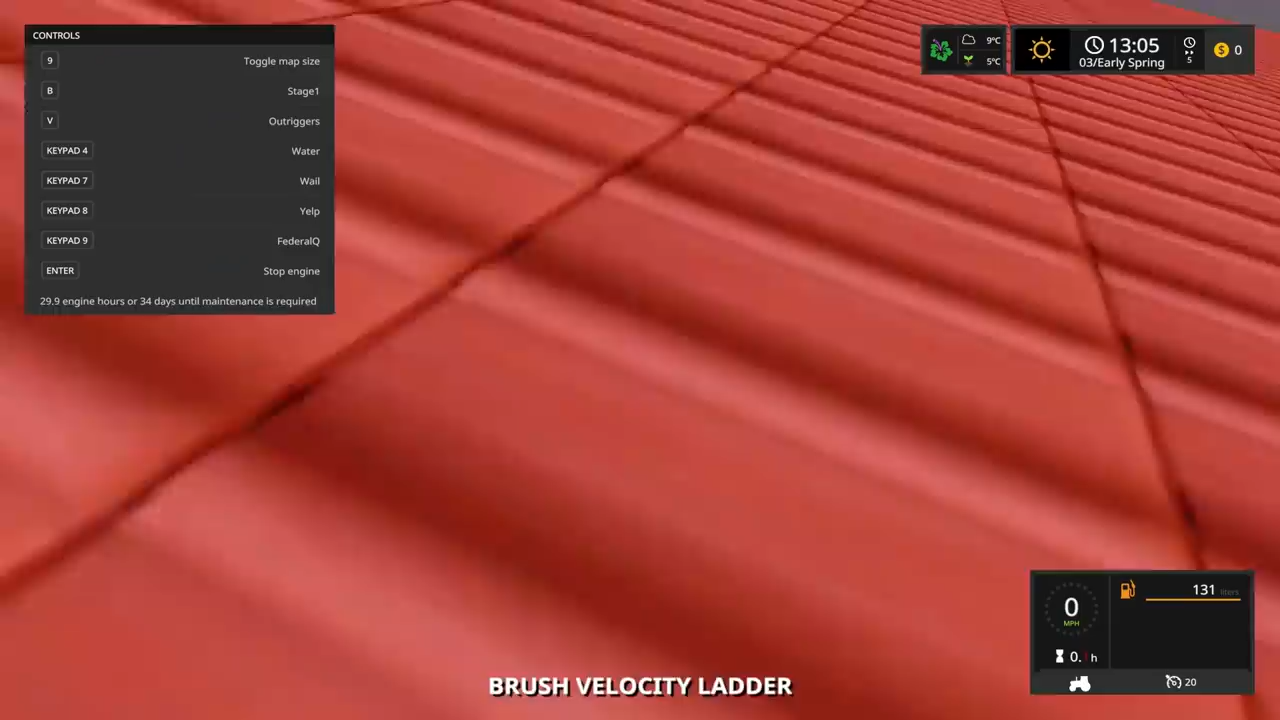 CONTROLS
9 Toggle map size
B Stage1
V Outriggers
KEYPAD 4 Water
KEYPAD 7 Wail
KEYPAD 8 Yelp
KEYPAD 9 FederalQ
ENTER Stop engine
29.9 engine hours or 34 days until maintenance is required
9°C
5°C
13:05
03/Early Spring
5
$ 0
131 liters
0
MPH
0. h
20
BRUSH VELOCITY LADDER